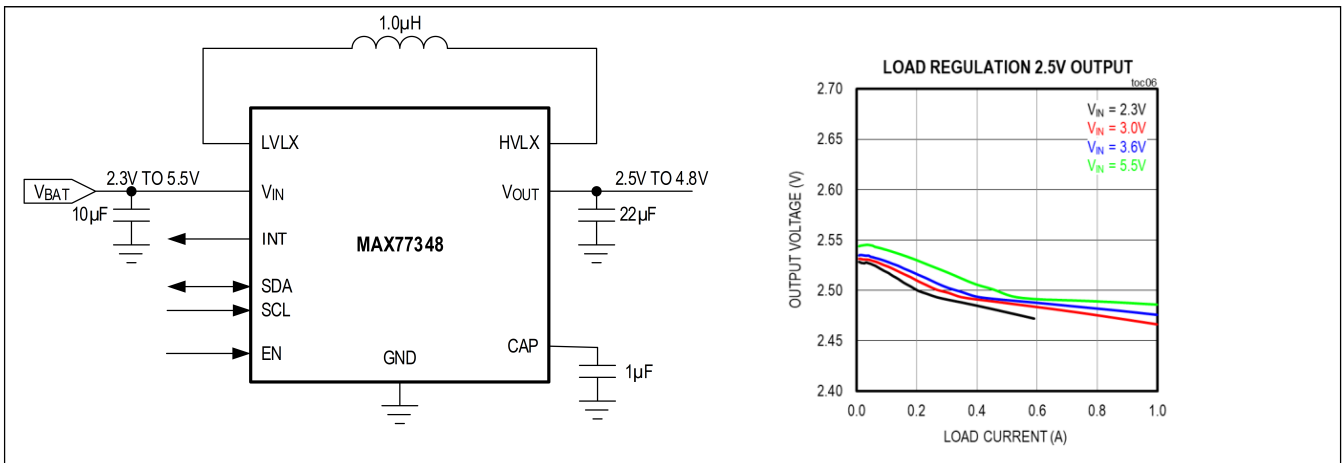 1.0µH
LVLX
HVLX
VBAT
2.3V TO 5.5V
VIN
VOUT
2.5V TO 4.8V
10µF
22µF
INT
MAX77348
SDA
SCL
EN
GND
CAP
1µF
LOAD REGULATION 2.5V OUTPUT
toc06
VIN = 2.3V
VIN = 3.0V
VIN = 3.6V
VIN = 5.5V
OUTPUT VOLTAGE (V)
2.70
2.65
2.60
2.55
2.50
2.45
2.40
0.0 0.2 0.4 0.6 0.8 1.0
LOAD CURRENT (A)